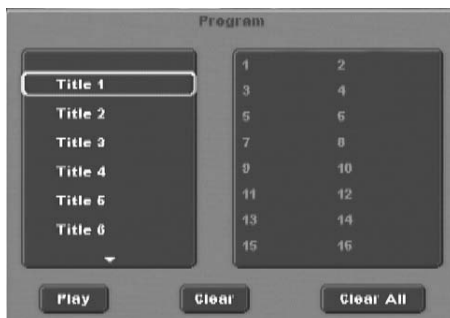 Program
Title 1
Title 2
Title 3
Title 4
Title 5
Title 6
1 2
3 4
5 6
7 8
9 10
11 12
13 14
15 16
Play Clear Clear All